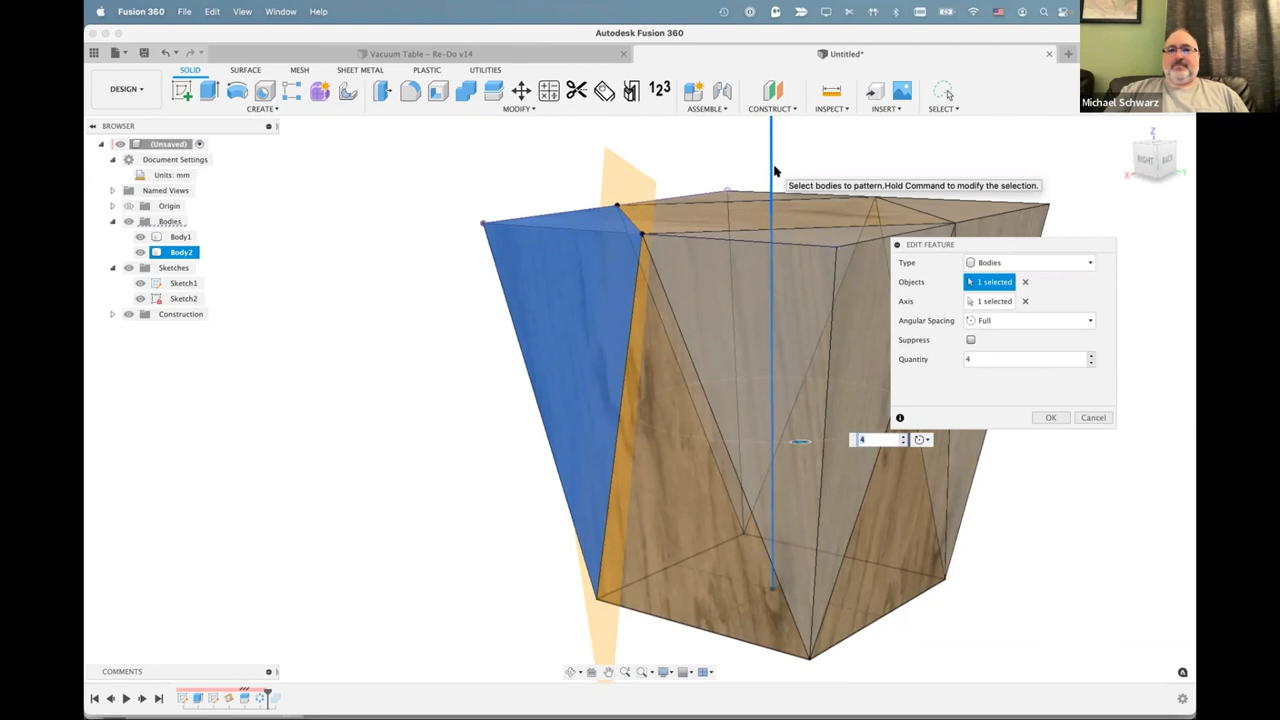 Fusion 360 File Edit View Window Help
Autodesk Fusion 360
Vacuum Table – Re-Do v14
Untitled*
SOLID SURFACE MESH SHEET METAL PLASTIC UTILITIES
DESIGN
123
CREATE MODIFY ASSEMBLE CONSTRUCT INSPECT INSERT SELECT
Michael Schwarz
BROWSER
(Unsaved)
Document Settings
Units: mm
Named Views
Origin
Bodies
Body1
Body2
Sketches
Sketch1
Sketch2
Construction
Z
RIGHT BACK
X
Y
Select bodies to pattern.Hold Command to modify the selection.
EDIT FEATURE
Type Bodies
Objects 1 selected
Axis 1 selected
Angular Spacing Full
Suppress
Quantity 4
OK Cancel
4
COMMENTS